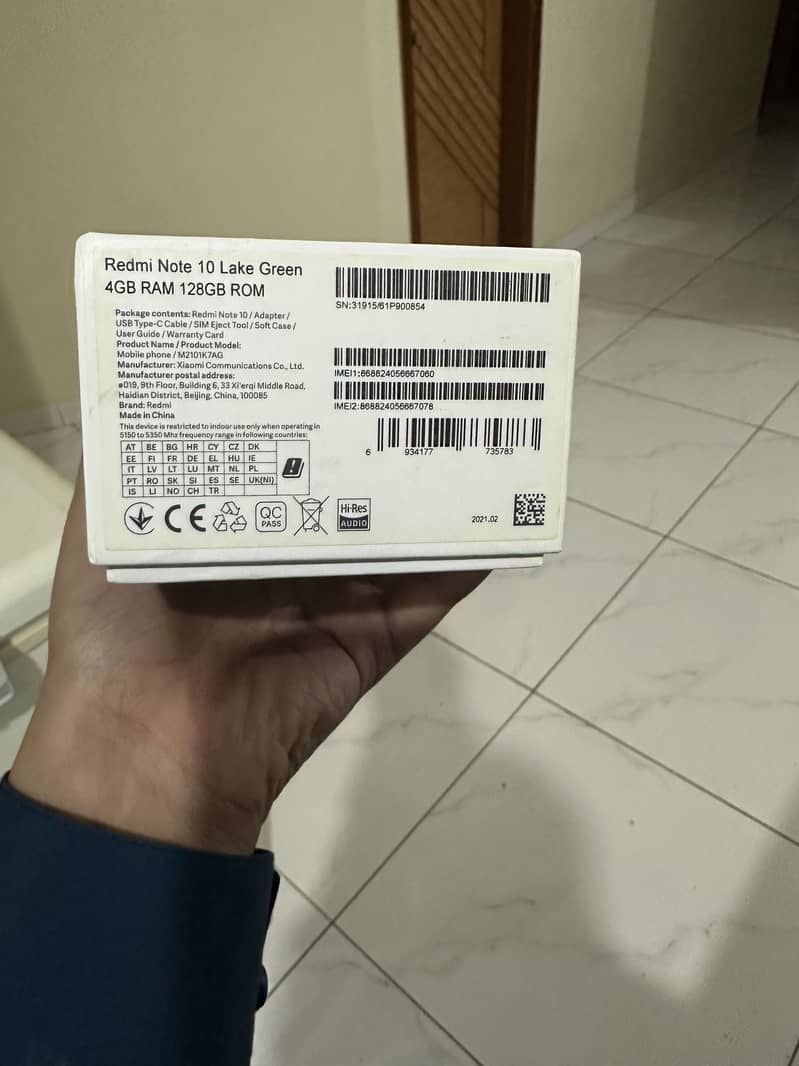 Redmi Note 10 Lake Green
4GB RAM 128GB ROM
Package contents: Redmi Note 10 / Adapter /
USB Type-C Cable / SIM Eject Tool / Soft Case /
User Guide / Warranty Card
Product Name / Product Model:
Mobile phone / M2101K7AG
Manufacturer: Xiaomi Communications Co., Ltd.
Manufacturer postal address:
#019, 9th Floor, Building 6, 33 Xi'erqi Middle Road,
Haidian District, Beijing, China, 100085
Brand: Redmi
Made in China
This device is restricted to indoor use only when operating in
5150 to 5350 Mhz frequency range in following countries:
AT BE BG HR CY CZ DK
EE FI FR DE EL HU IE
IT LV LT LU MT NL PL
PT RO SK SI ES SE UK(NI)
IS LI NO CH TR
CE
QC
PASS
Hi-Res
AUDIO
SN:31915/61P900854
IMEI1:868824056667060
IMEI2:868824056667078
6 934177 735783
2021.02